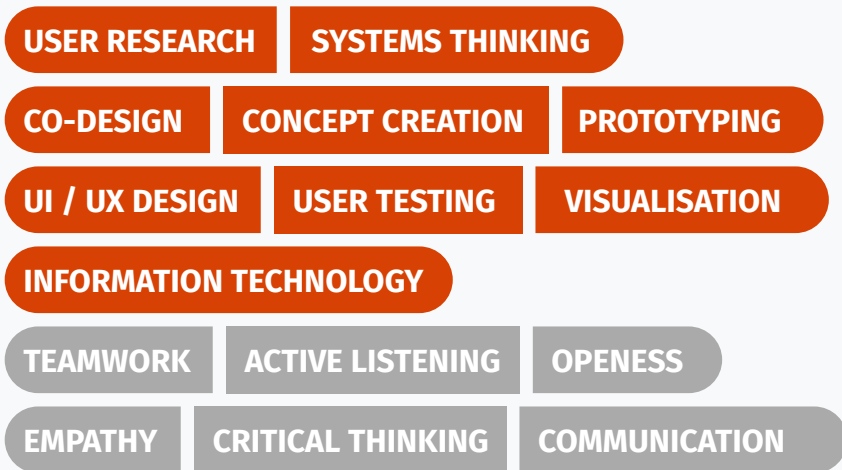 USER RESEARCH SYSTEMS THINKING
CO-DESIGN CONCEPT CREATION PROTOTYPING
UI / UX DESIGN USER TESTING VISUALISATION
INFORMATION TECHNOLOGY
TEAMWORK ACTIVE LISTENING OPENESS
EMPATHY CRITICAL THINKING COMMUNICATION